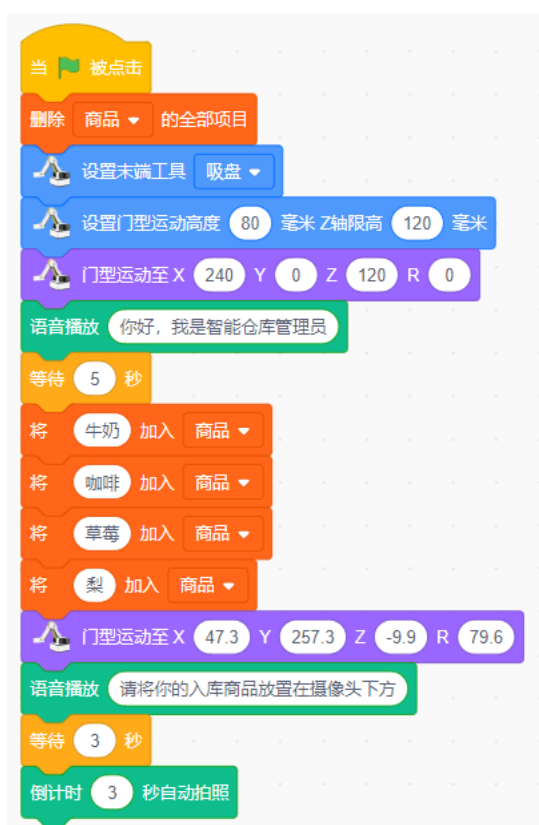 当 被点击
删除 商品 的全部项目
设置末端工具 吸盘
设置门型运动高度 80 毫米 Z轴限高 120 毫米
门型运动至 X 240 Y 0 Z 120 R 0
语音播放 你好，我是智能仓库管理员
等待 5 秒
将 牛奶 加入 商品
将 咖啡 加入 商品
将 草莓 加入 商品
将 梨 加入 商品
门型运动至 X 47.3 Y 257.3 Z -9.9 R 79.6
语音播放 请将你的入库商品放置在摄像头下方
等待 3 秒
倒计时 3 秒自动拍照